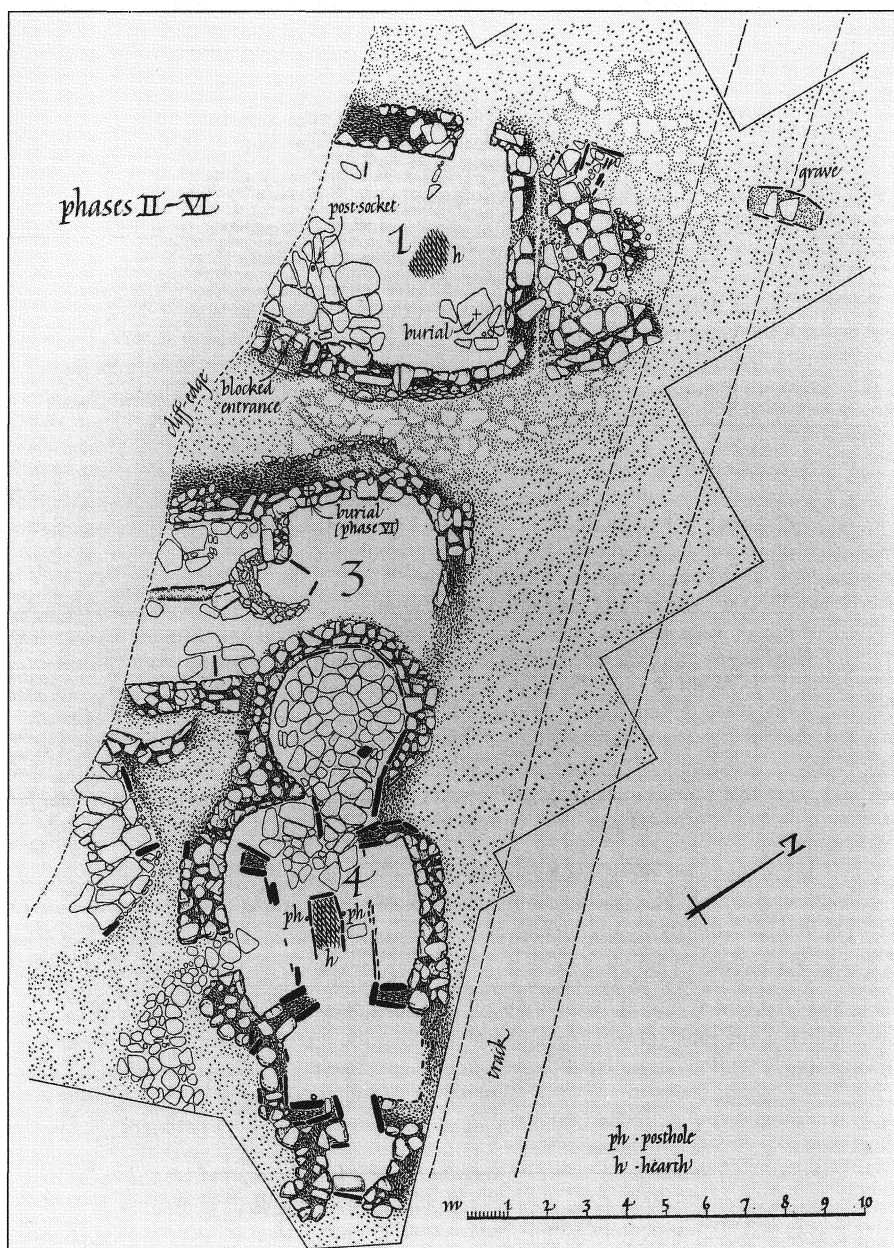 phases II–VI
grave
post-socket
1
h
2
burial
cliff-edge
blocked
entrance
burial
(phase VI)
3
4
ph
ph
h
N
track
ph · posthole
h · hearth
m 1 2 3 4 5 6 7 8 9 10